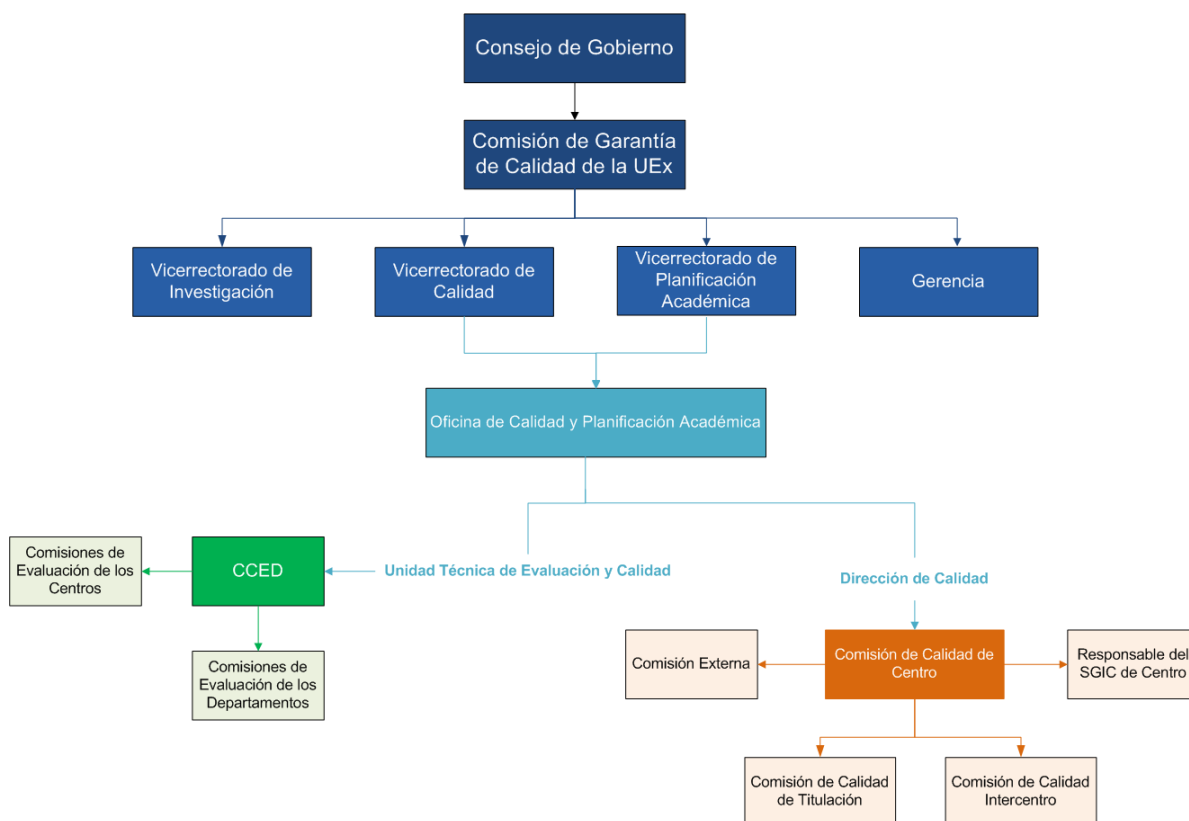 Consejo de Gobierno
Comisión de Garantía
de Calidad de la UEx
Vicerrectorado de
Investigación
Vicerrectorado de
Calidad
Vicerrectorado de
Planificación
Académica
Gerencia
Oficina de Calidad y Planificación Académica
Comisiones de
Evaluación de los
Centros
CCED
Unidad Técnica de Evaluación y Calidad
Dirección de Calidad
Comisiones de
Evaluación de los
Departamentos
Comisión Externa
Comisión de Calidad de
Centro
Responsable del
SGIC de Centro
Comisión de Calidad
de Titulación
Comisión de Calidad
Intercentro